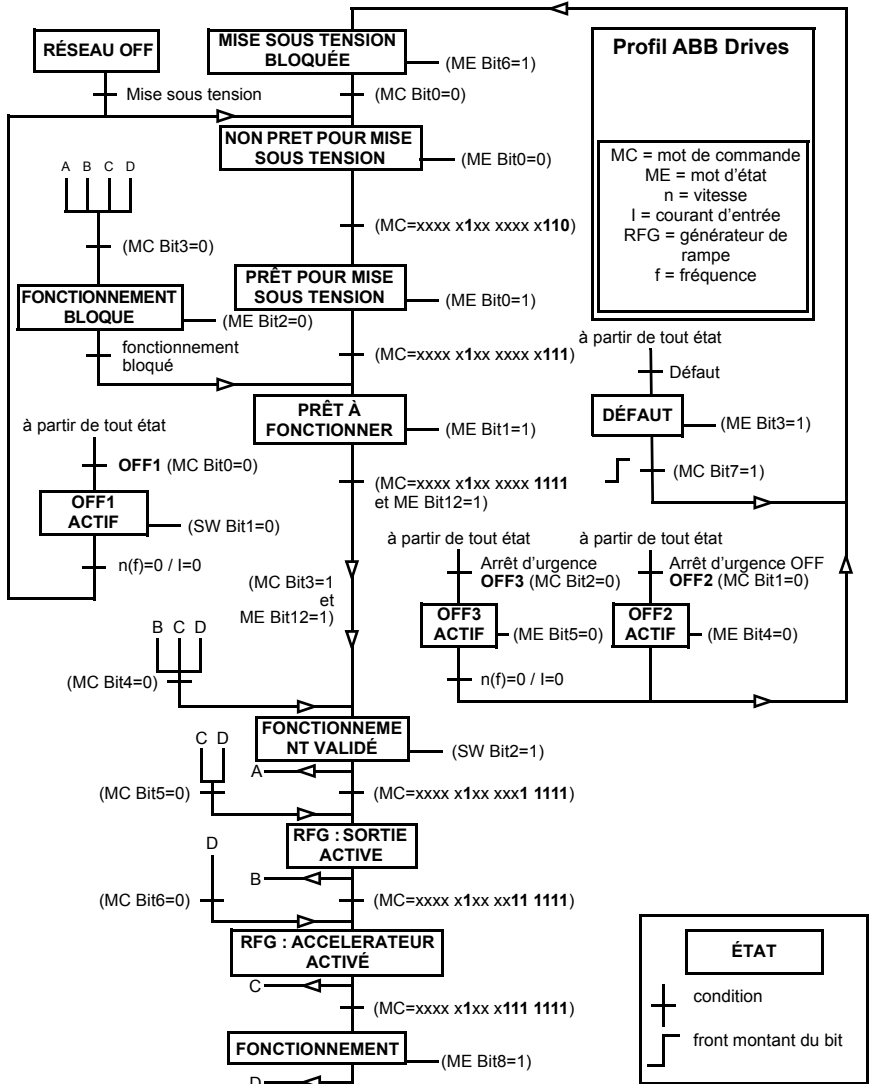 RÉSEAU OFF
MISE SOUS TENSION
BLOQUÉE
(ME Bit6=1)
Mise sous tension
(MC Bit0=0)
Profil ABB Drives
MC = mot de commande
ME = mot d'état
n = vitesse
I = courant d'entrée
RFG = générateur de
rampe
f = fréquence
NON PRET POUR MISE
SOUS TENSION
(ME Bit0=0)
A B C D
(MC Bit3=0)
(MC=xxxx x1xx xxxx x110)
FONCTIONNEMENT
BLOQUE
(ME Bit2=0)
fonctionnement
bloqué
PRÊT POUR MISE
SOUS TENSION
(ME Bit0=1)
(MC=xxxx x1xx xxxx x111)
à partir de tout état
Défaut
DÉFAUT
(ME Bit3=1)
(MC Bit7=1)
PRÊT À
FONCTIONNER
(ME Bit1=1)
à partir de tout état
OFF1 (MC Bit0=0)
OFF1
ACTIF
(SW Bit1=0)
n(f)=0 / I=0
(MC=xxxx x1xx xxxx 1111
et ME Bit12=1)
(MC Bit3=1
et
ME Bit12=1)
à partir de tout état
Arrêt d'urgence
OFF3 (MC Bit2=0)
OFF3
ACTIF
(ME Bit5=0)
n(f)=0 / I=0
à partir de tout état
Arrêt d'urgence OFF
OFF2 (MC Bit1=0)
OFF2
ACTIF
(ME Bit4=0)
B C D
(MC Bit4=0)
FONCTIONNEME
NT VALIDÉ
(SW Bit2=1)
A
C D
(MC Bit5=0)
(MC=xxxx x1xx xxx1 1111)
RFG : SORTIE
ACTIVE
B
D
(MC Bit6=0)
(MC=xxxx x1xx xx11 1111)
RFG : ACCELERATEUR
ACTIVÉ
C
(MC=xxxx x1xx x111 1111)
FONCTIONNEMENT
(ME Bit8=1)
D
ÉTAT
condition
front montant du bit